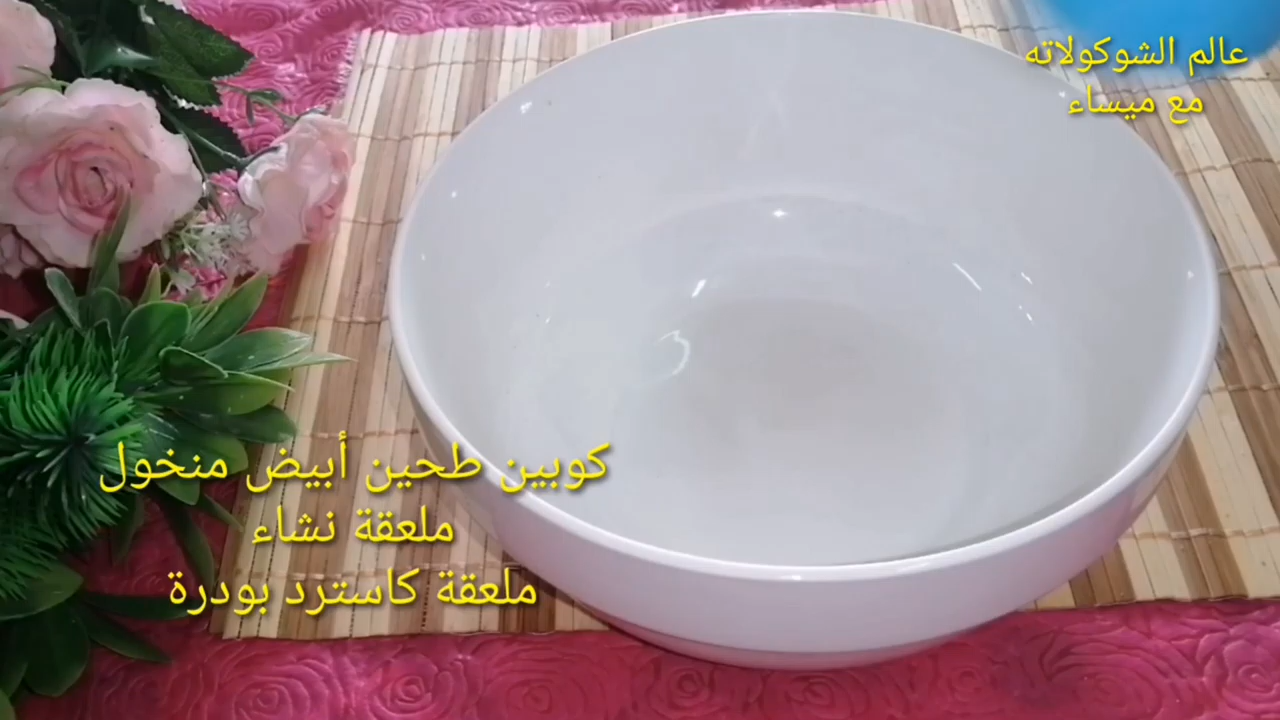 عالم الشوكولاته
مع ميساء
كوبين طحين أبيض منخول
ملعقة نشاء
ملعقة كاسترد بودرة